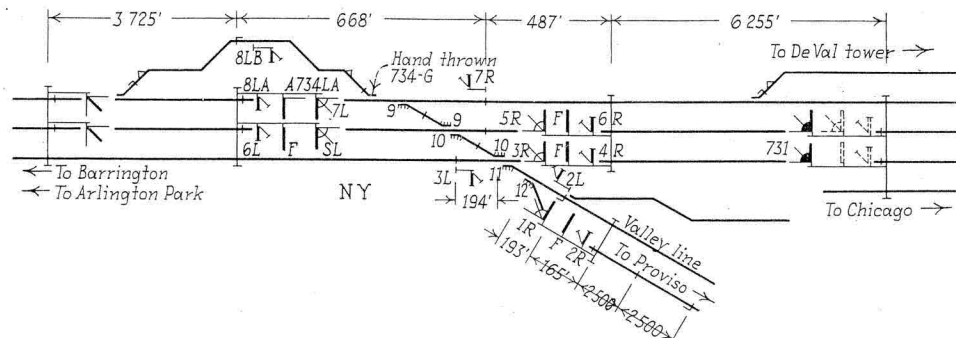 3 725'
668'
487'
6 255'
To DeVal tower
8LB
Hand thrown
734-G
7R
8LA
A734LA
7L
9
9
5R
F
6
R
6L
F
SL
10
10
3R
F
4
R
731
To Barrington
To Arlington Park
NY
3L
11
2L
194'
12
To Chicago
1R
F
2R
Valley line
To Proviso
193'
165'
2500
2500